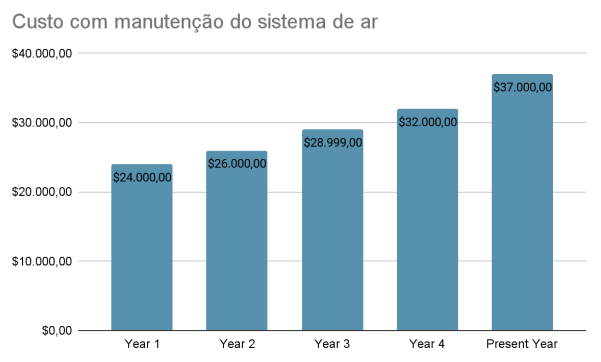 Custo com manutenção do sistema de ar
$40.000,00
$30.000,00
$20.000,00
$10.000,00
$0,00
$24.000,00
$26.000,00
$28.999,00
$32.000,00
$37.000,00
Year 1
Year 2
Year 3
Year 4
Present Year